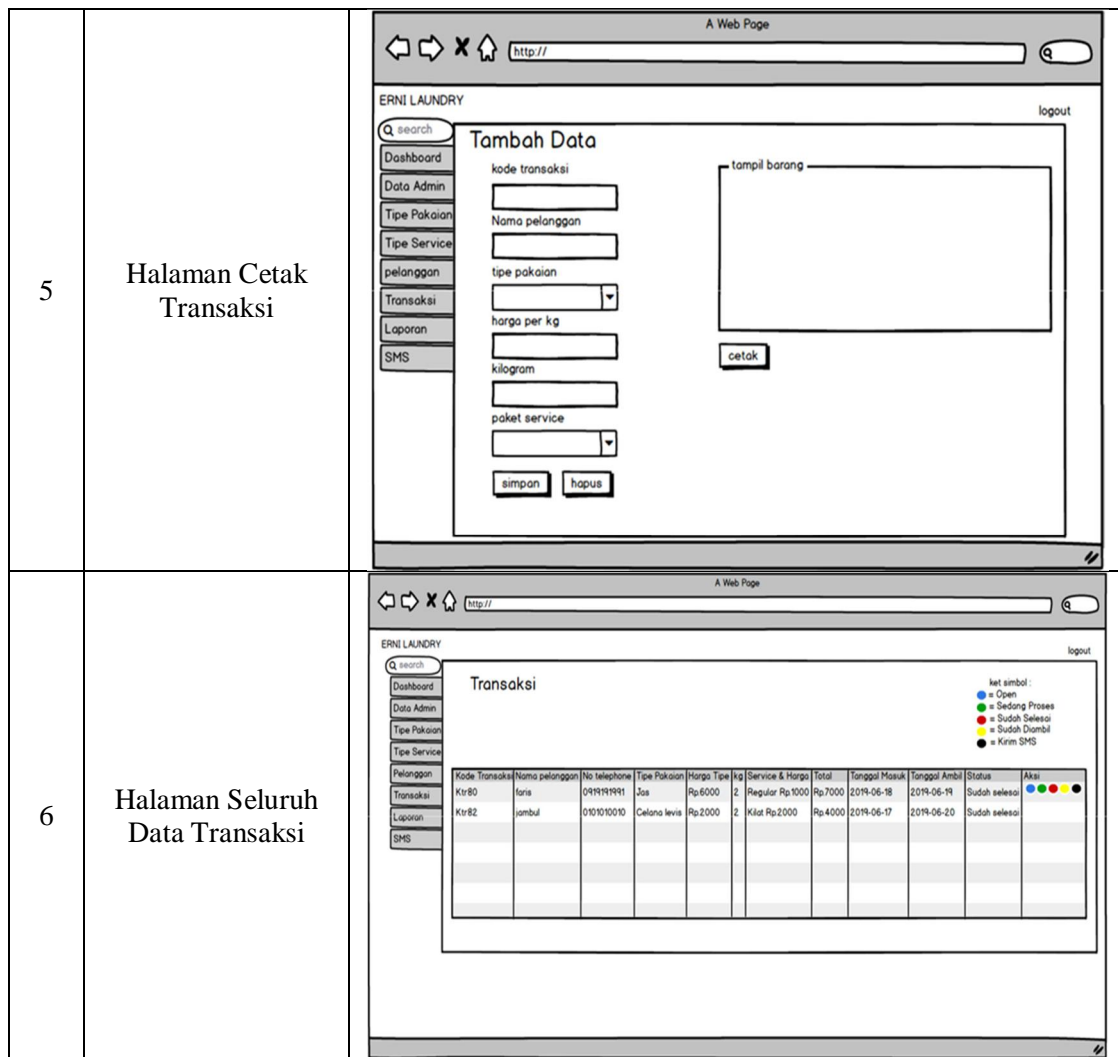 5
Halaman Cetak
Transaksi
A Web Page
http://
ERNI LAUNDRY
logout
search
Dashboard
Data Admin
Tipe Pakaian
Tipe Service
pelanggan
Transaksi
Laporan
SMS
Tambah Data
kode transaksi
Nama pelanggan
tipe pakaian
harga per kg
kilogram
paket service
simpan hapus
tampil barang
cetak
6
Halaman Seluruh
Data Transaksi
A Web Page
http://
ERNI LAUNDRY
logout
search
Dashboard
Data Admin
Tipe Pakaian
Tipe Service
Pelanggan
Transaksi
Laporan
SMS
Transaksi
ket simbol :
= Open
= Sedang Proses
= Sudah Selesai
= Sudah Diambil
= Kirim SMS
Kode Transaksi Nama pelanggan No telephone Tipe Pakaian Harga Tipe kg Service & Harga Total Tanggal Masuk Tanggal Ambil Status Aksi
Ktr80 faris 0919191991 Jas Rp.6000 2 Regular Rp.1000 Rp.7000 2019-06-18 2019-06-19 Sudah selesai
Ktr82 jambul 0101010010 Celana levis Rp.2000 2 Kilat Rp.2000 Rp.4000 2019-06-17 2019-06-20 Sudah selesai